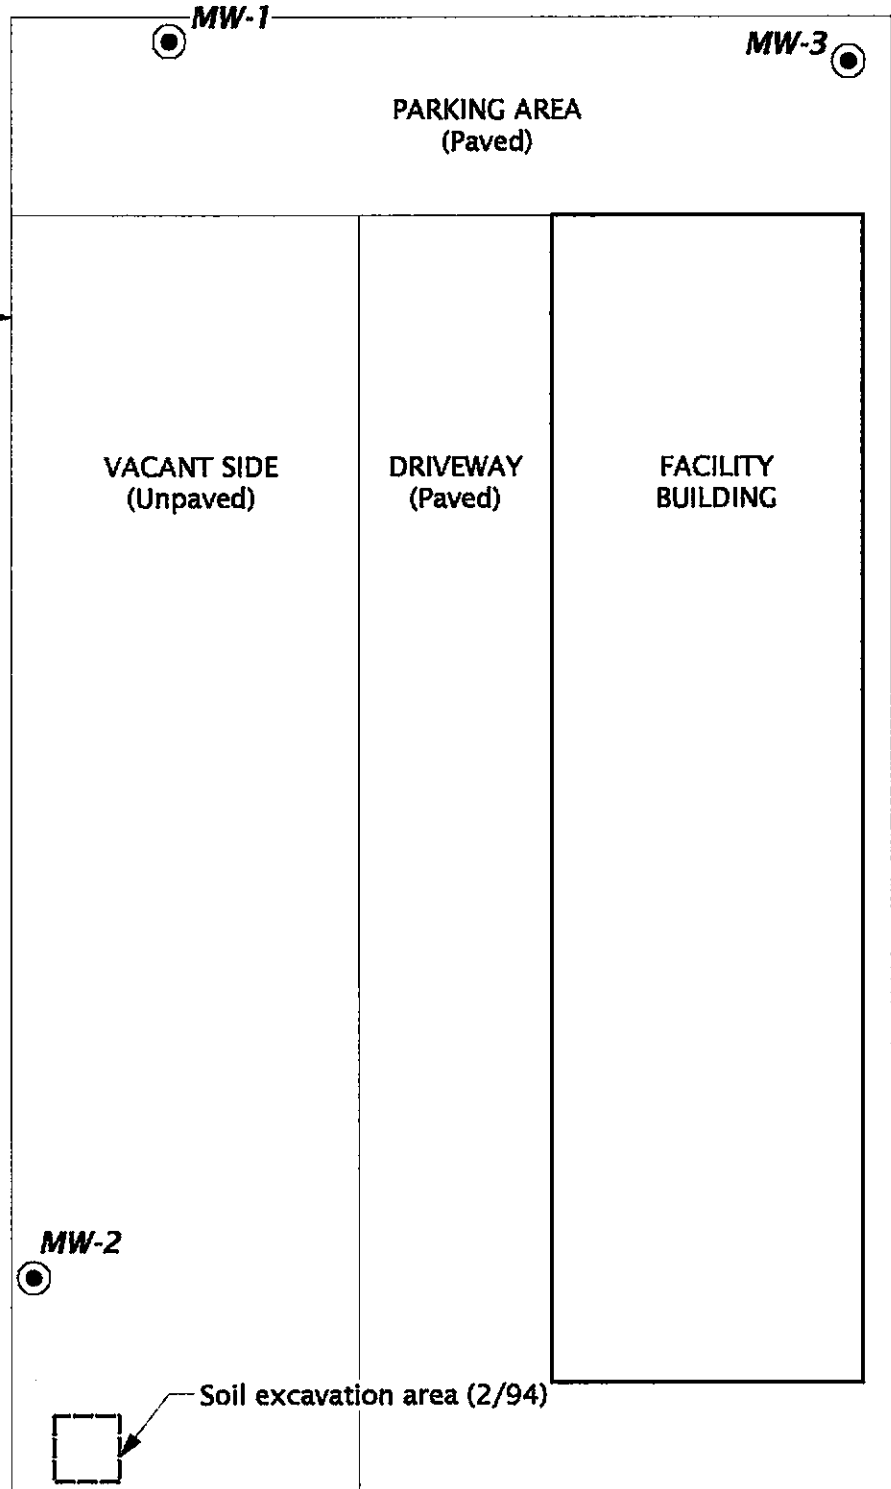 MW-1
MW-3
PARKING AREA
(Paved)
VACANT SIDE
(Unpaved)
DRIVEWAY
(Paved)
FACILITY
BUILDING
MW-2
Soil excavation area (2/94)